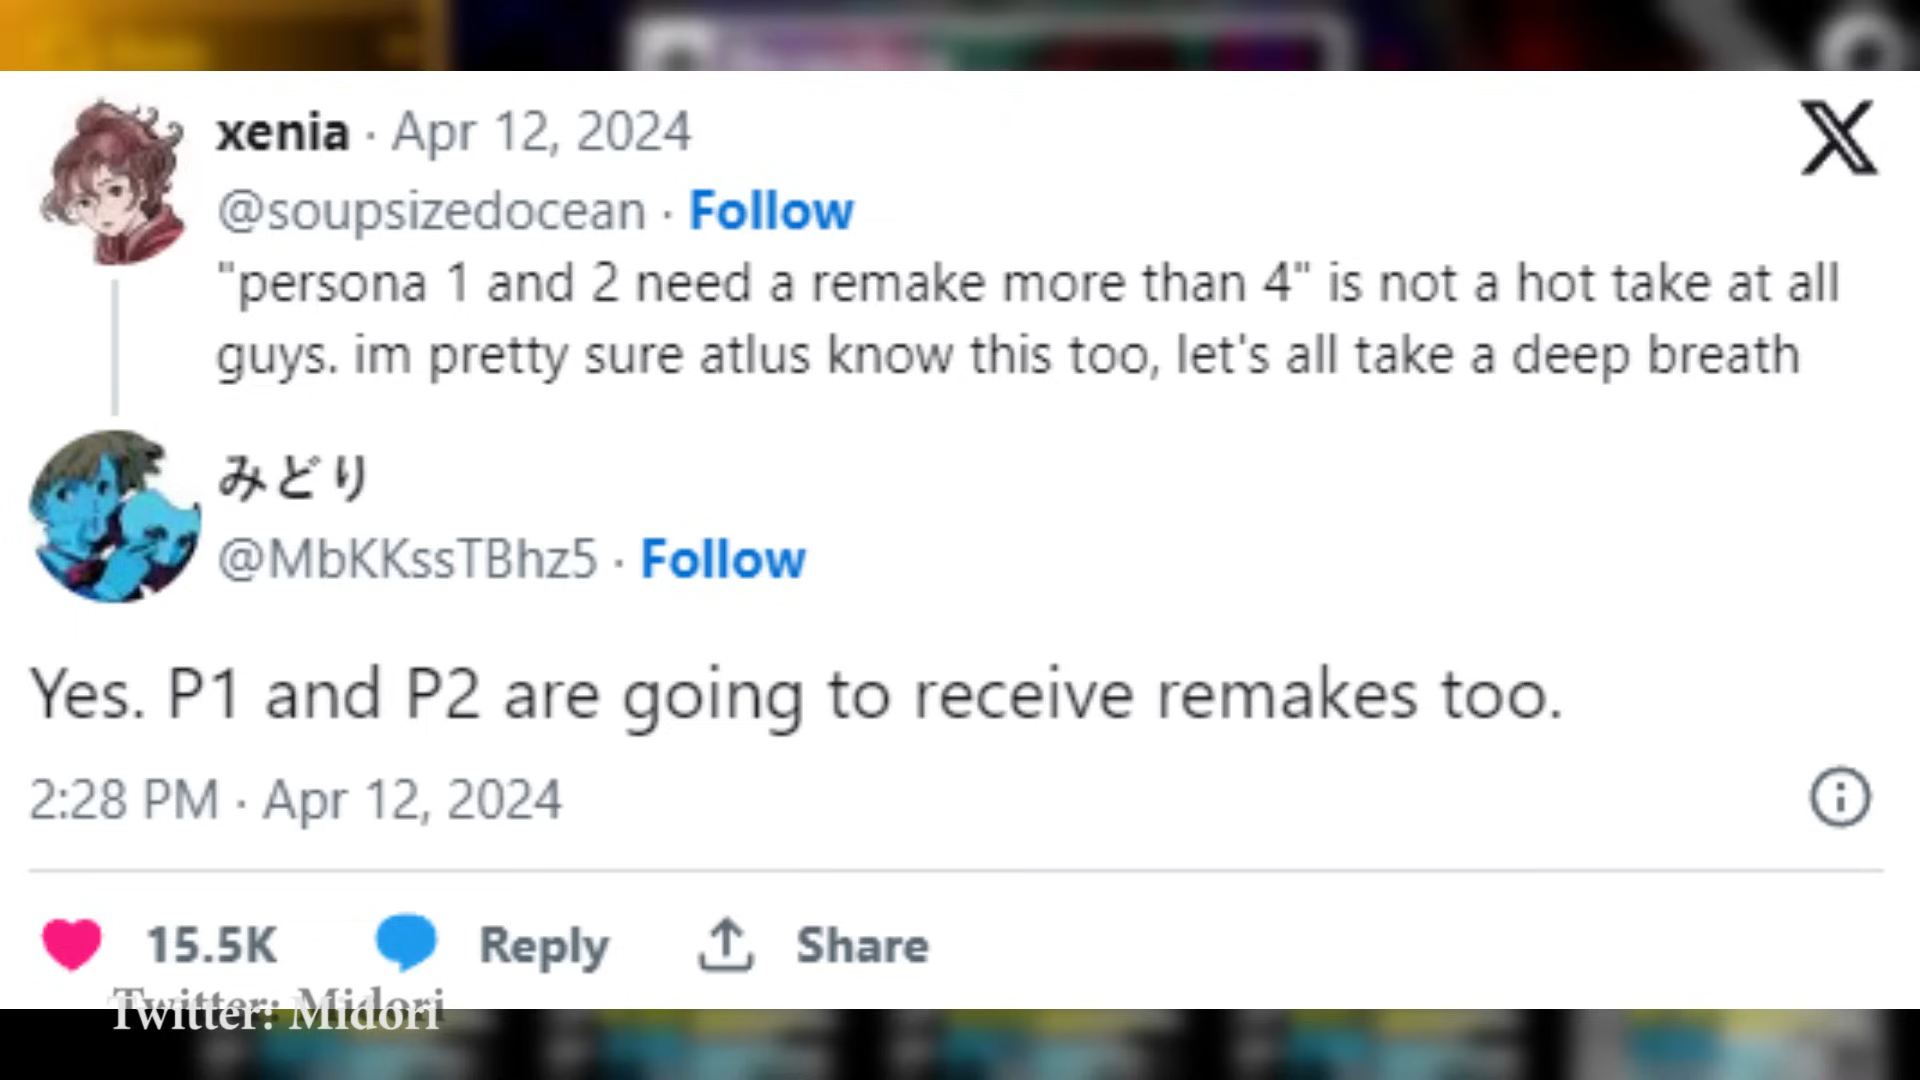 xenia · Apr 12, 2024
@soupsizedocean · Follow
"persona 1 and 2 need a remake more than 4" is not a hot take at all
guys. im pretty sure atlus know this too, let's all take a deep breath
みどり
@MbKKssTBhz5 · Follow
Yes. P1 and P2 are going to receive remakes too.
2:28 PM · Apr 12, 2024
15.5K Reply Share
Twitter: Midori